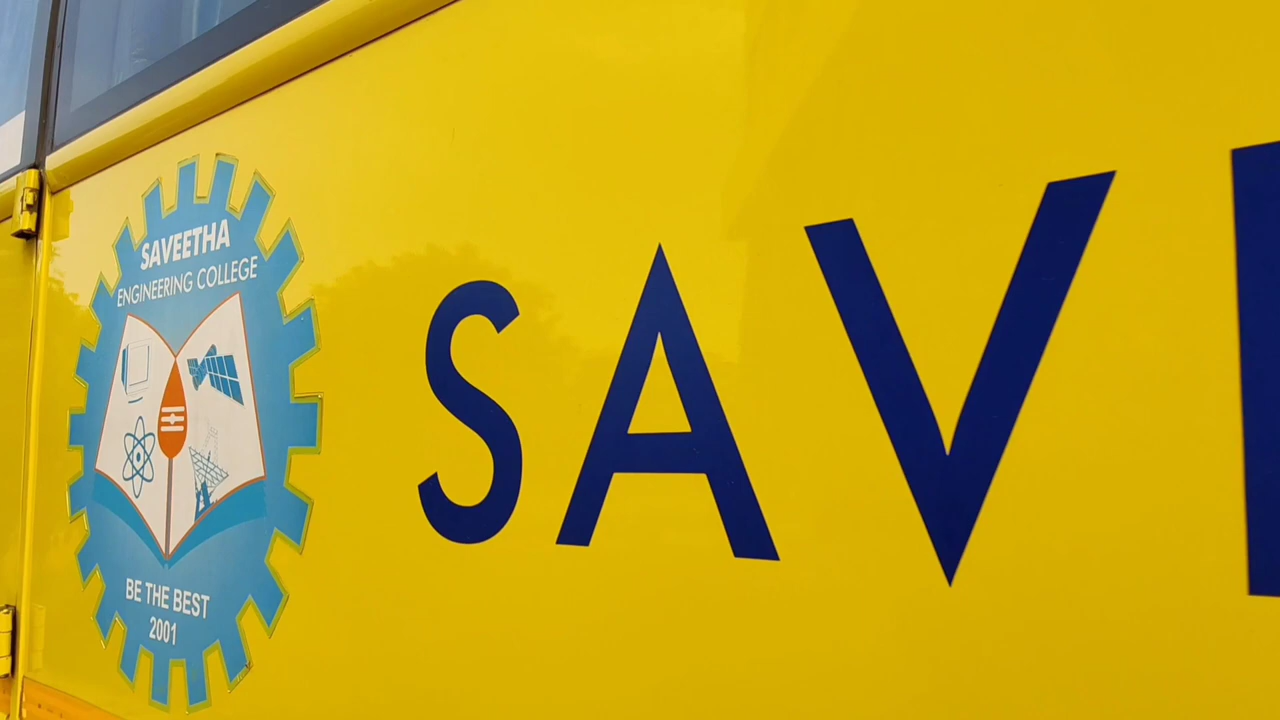 SAVEETHA
ENGINEERING COLLEGE
BE THE BEST
2001
SAV